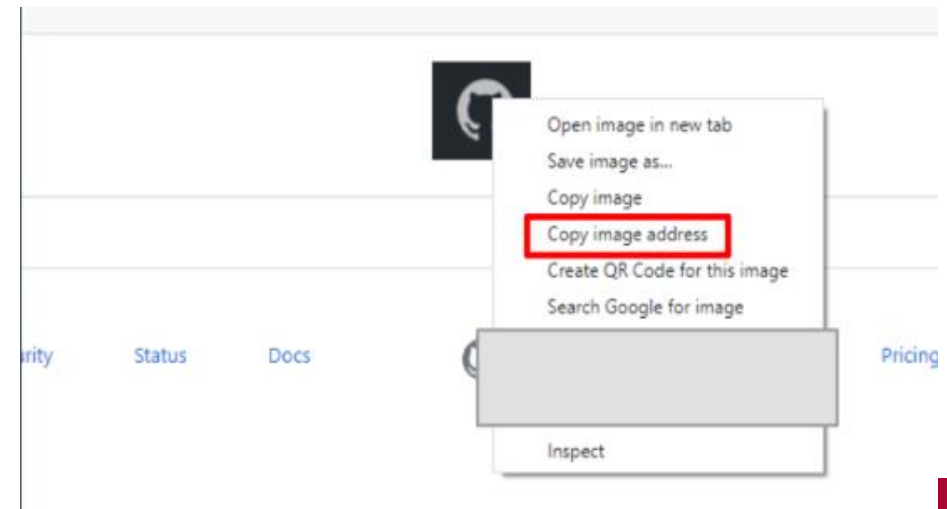 Open image in new tab
Save image as...
Copy image
Copy image address
Create QR Code for this image
Search Google for image
Status Docs Pricing
Inspect